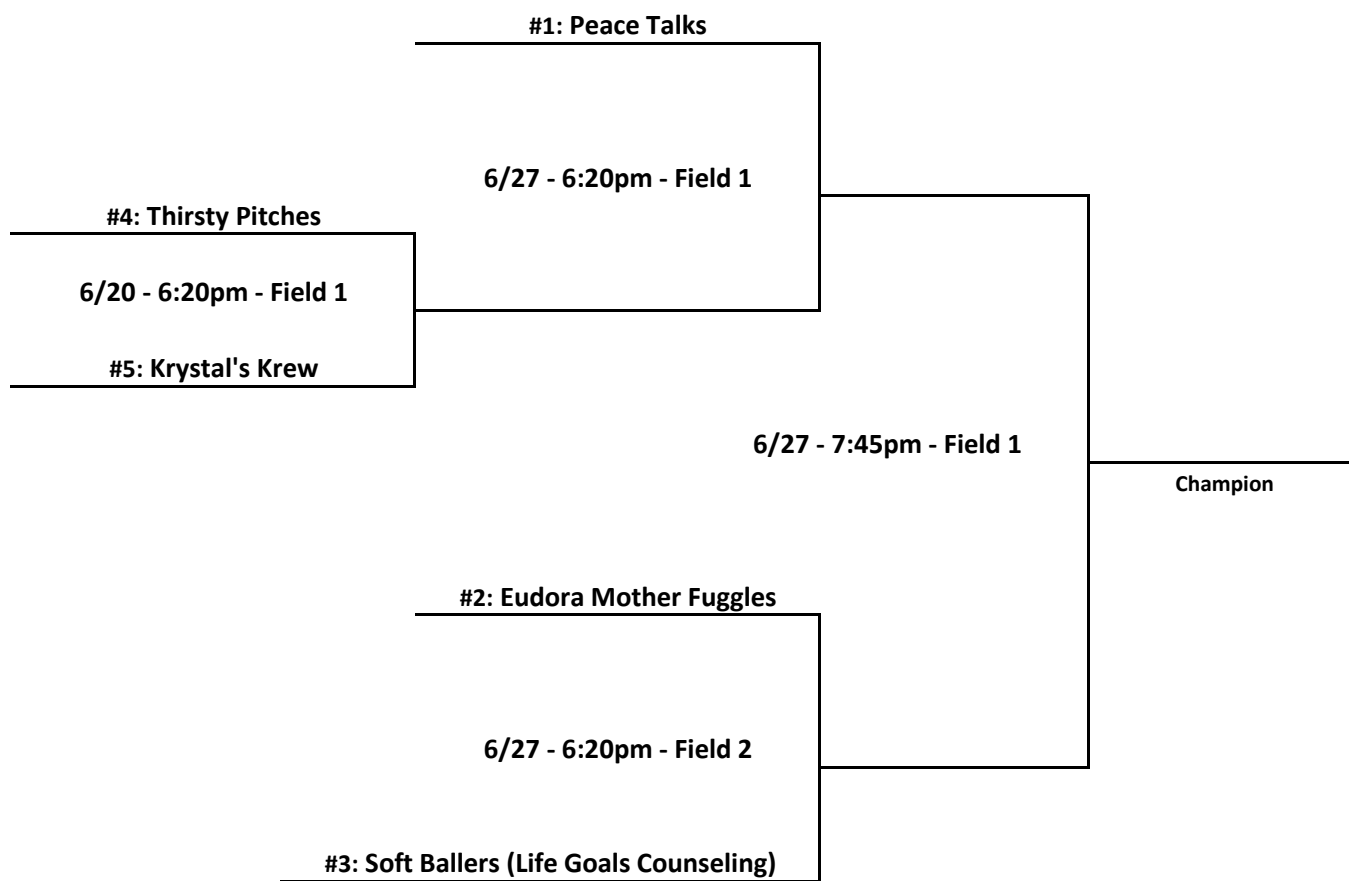 #1: Peace Talks
6/27 - 6:20pm - Field 1
#4: Thirsty Pitches
6/20 - 6:20pm - Field 1
#5: Krystal's Krew
6/27 - 7:45pm - Field 1
Champion
#2: Eudora Mother Fuggles
6/27 - 6:20pm - Field 2
#3: Soft Ballers (Life Goals Counseling)